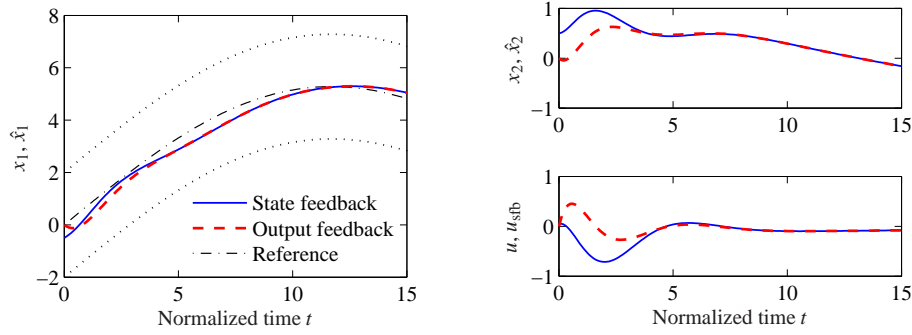 8
6
4
2
0
−2
0 5 10 15
x₁, x̂₁
Normalized time t
State feedback
Output feedback
Reference
1
0
−1
0 5 10 15
x₂, x̂₂
1
0
−1
0 5 10 15
u, u_sfb
Normalized time t